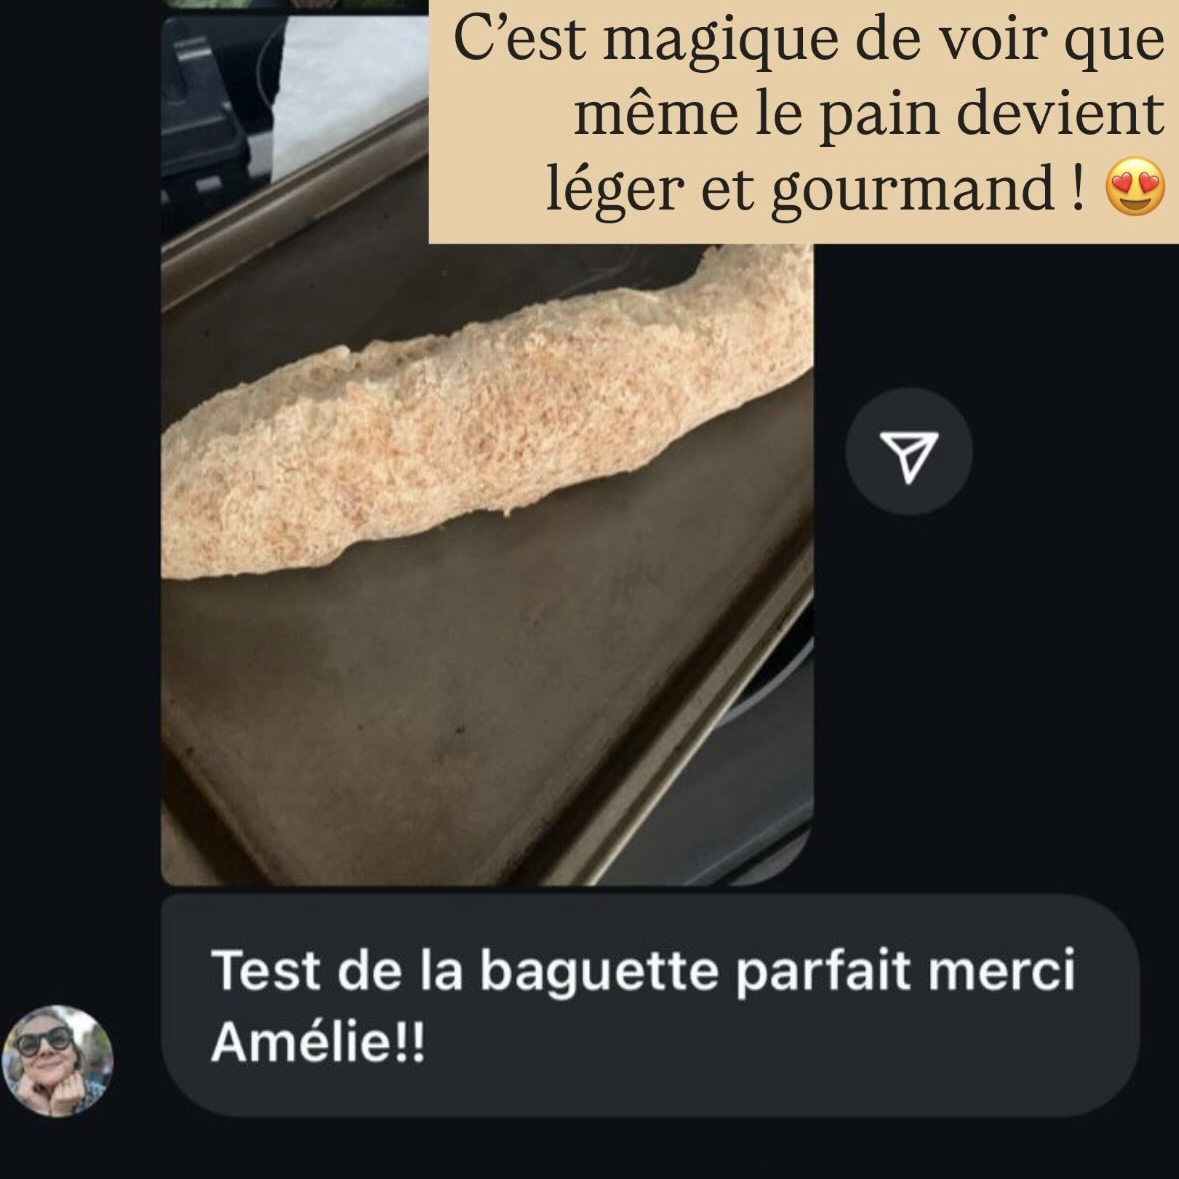 C’est magique de voir que
même le pain devient
léger et gourmand ! 😍
Test de la baguette parfait merci
Amélie!!